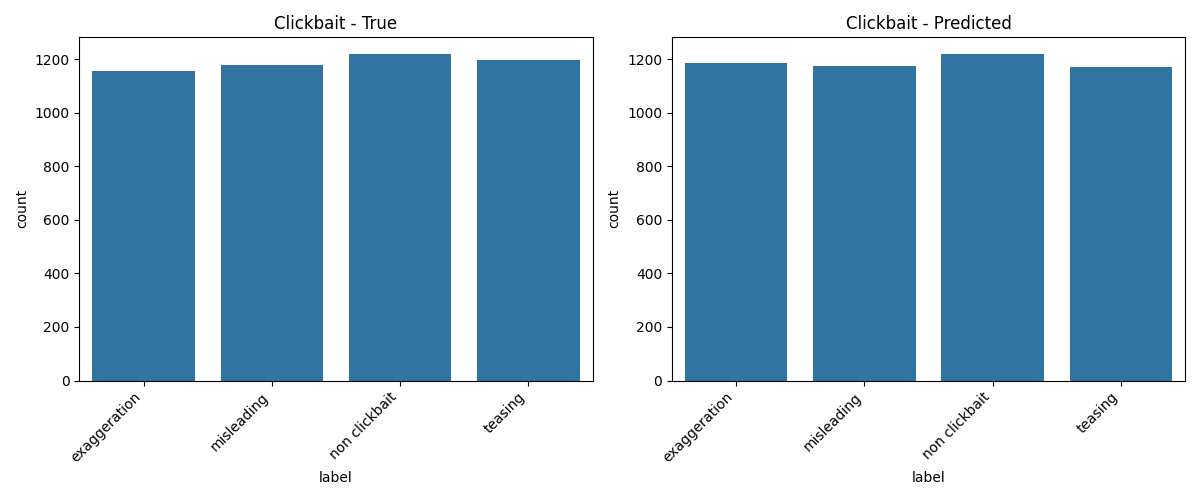 Clickbait - True
count
1200
1000
800
600
400
200
0
exaggeration
misleading
non clickbait
teasing
label
Clickbait - Predicted
count
1200
1000
800
600
400
200
0
exaggeration
misleading
non clickbait
teasing
label